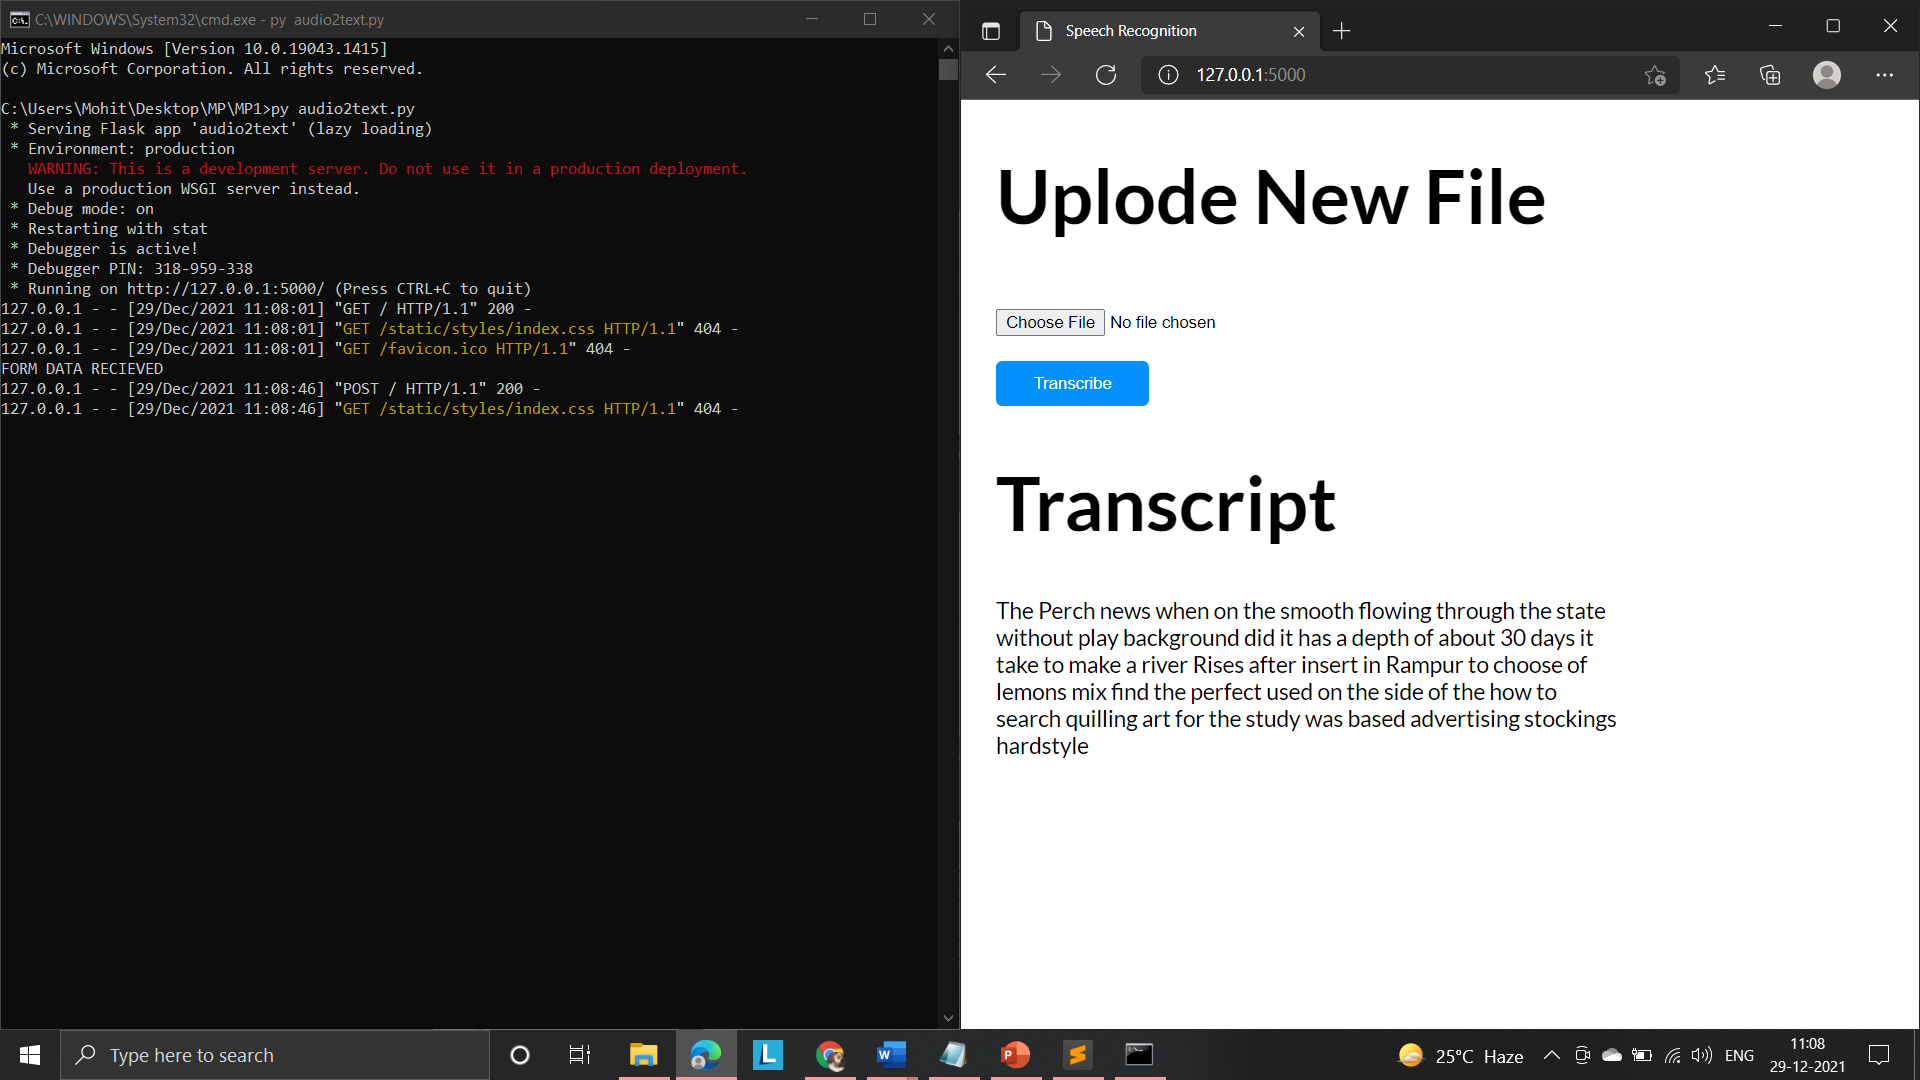 C:\WINDOWS\System32\cmd.exe - py  audio2text.py
Microsoft Windows [Version 10.0.19043.1415]
(c) Microsoft Corporation. All rights reserved.
C:\Users\Mohit\Desktop\MP\MP1>py audio2text.py
* Serving Flask app 'audio2text' (lazy loading)
* Environment: production
WARNING: This is a development server. Do not use it in a production deployment.
Use a production WSGI server instead.
* Debug mode: on
* Restarting with stat
* Debugger is active!
* Debugger PIN: 318-959-338
* Running on http://127.0.0.1:5000/ (Press CTRL+C to quit)
127.0.0.1 - - [29/Dec/2021 11:08:01] "GET / HTTP/1.1" 200 -
127.0.0.1 - - [29/Dec/2021 11:08:01] "GET /static/styles/index.css HTTP/1.1" 404 -
127.0.0.1 - - [29/Dec/2021 11:08:01] "GET /favicon.ico HTTP/1.1" 404 -
FORM DATA RECIEVED
127.0.0.1 - - [29/Dec/2021 11:08:46] "POST / HTTP/1.1" 200 -
127.0.0.1 - - [29/Dec/2021 11:08:46] "GET /static/styles/index.css HTTP/1.1" 404 -
Speech Recognition
127.0.0.1:5000
Uplode New File
Choose File No file chosen
Transcribe
Transcript
The Perch news when on the smooth flowing through the state
without play background did it has a depth of about 30 days it
take to make a river Rises after insert in Rampur to choose of
lemons mix find the perfect used on the side of the how to
search quilling art for the study was based advertising stockings
hardstyle
Type here to search
25°C Haze
ENG
11:08
29-12-2021